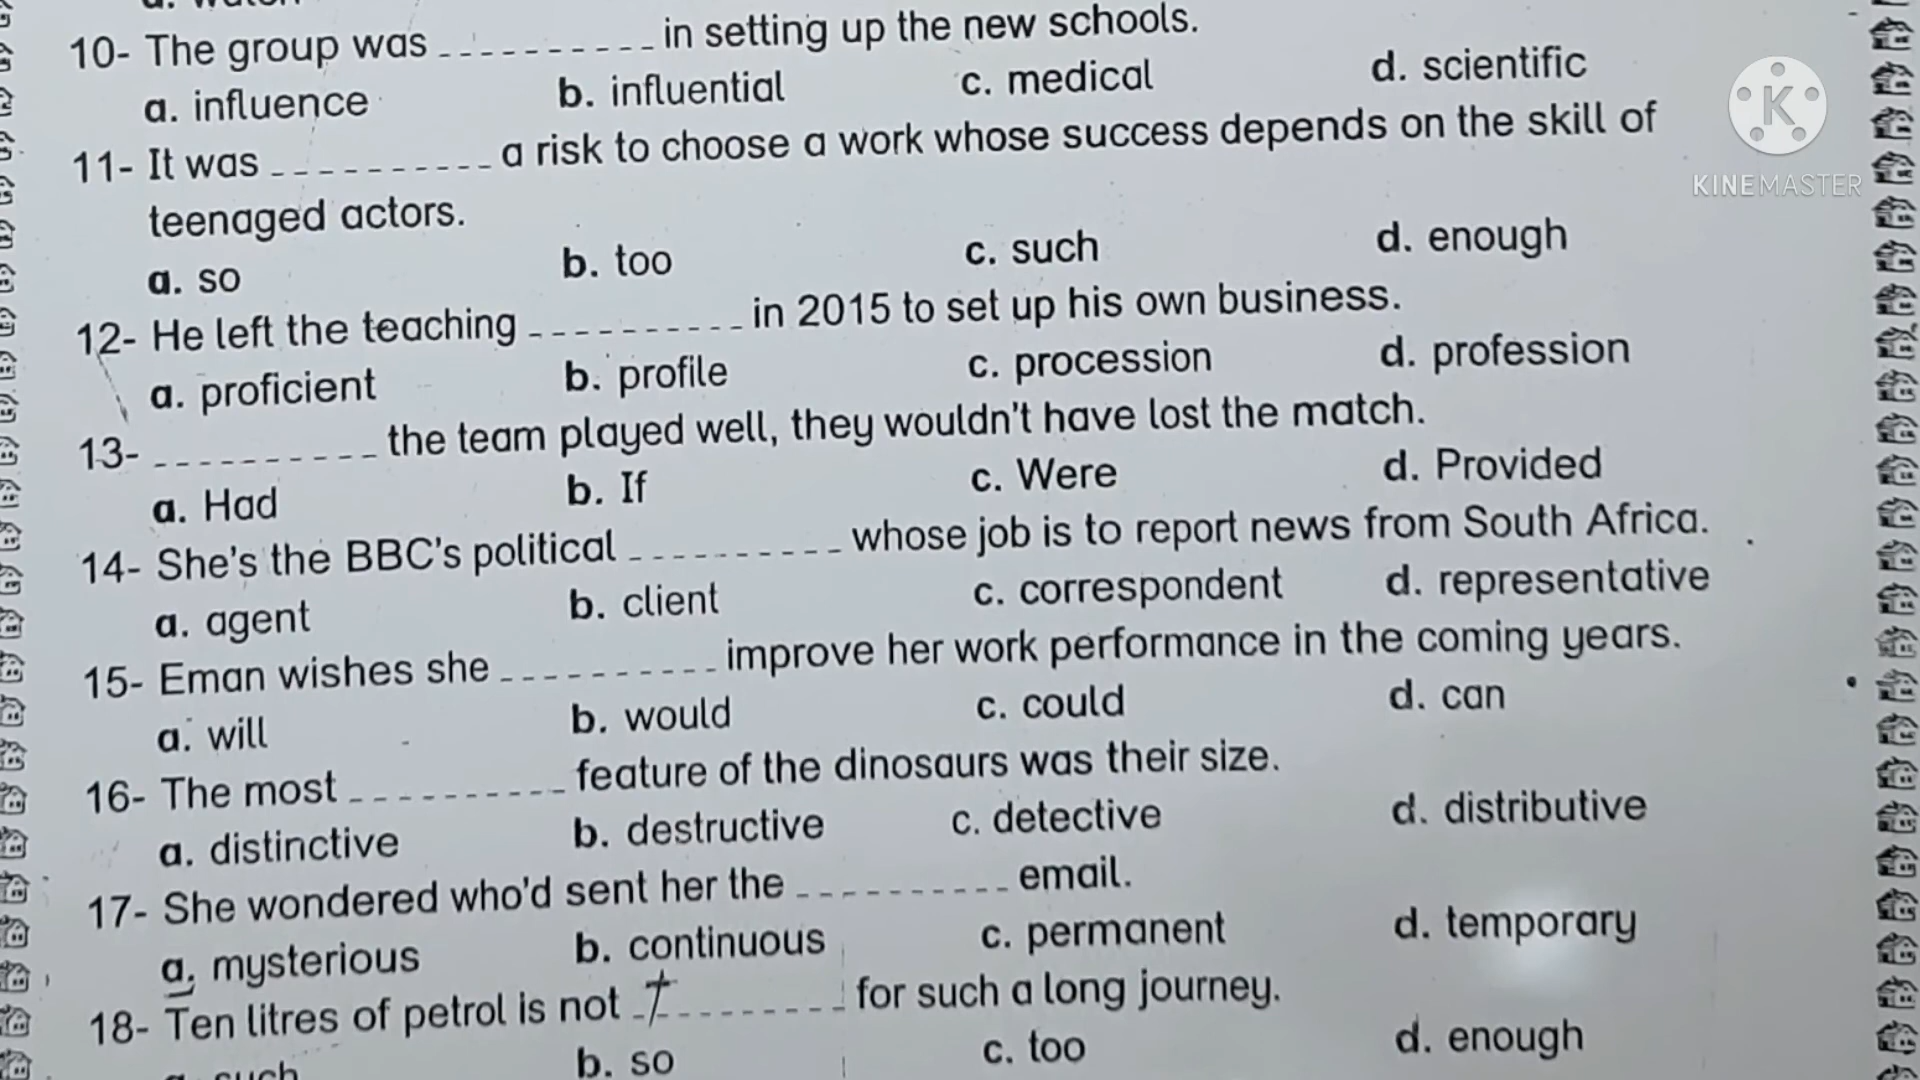 10- The group was __________ in setting up the new schools.
a. influence b. influential c. medical d. scientific
11- It was __________ a risk to choose a work whose success depends on the skill of
teenaged actors.
a. so b. too c. such d. enough
12- He left the teaching __________ in 2015 to set up his own business.
a. proficient b. profile c. procession d. profession
13- __________ the team played well, they wouldn't have lost the match.
a. Had b. If c. Were d. Provided
14- She's the BBC's political __________ whose job is to report news from South Africa.
a. agent b. client c. correspondent d. representative
15- Eman wishes she __________ improve her work performance in the coming years.
a. will b. would c. could d. can
16- The most __________ feature of the dinosaurs was their size.
a. distinctive b. destructive c. detective d. distributive
17- She wondered who'd sent her the __________ email.
a. mysterious b. continuous c. permanent d. temporary
18- Ten litres of petrol is not __________ for such a long journey.
a. such b. so c. too d. enough
K
KINEMASTER